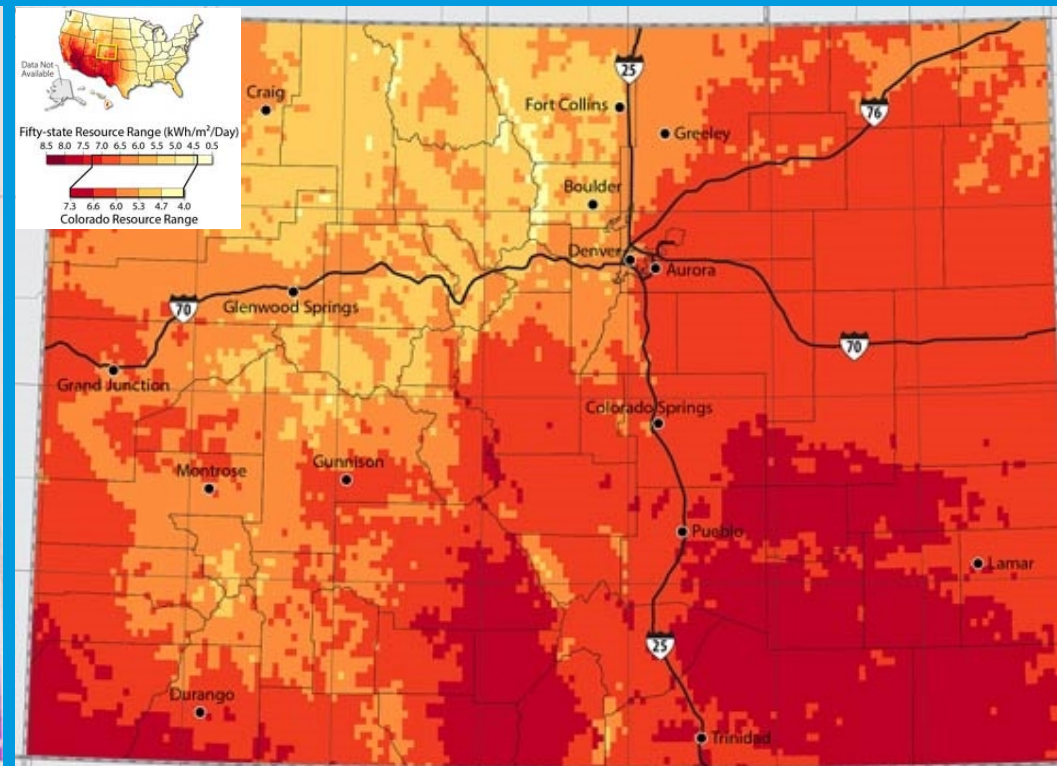 Data Not
Available
Fifty-state Resource Range (kWh/m²/Day)
8.5 8.0 7.5 7.0 6.5 6.0 5.5 5.0 4.5 0.5
7.3 6.6 6.0 5.3 4.7 4.0
Colorado Resource Range
25
Craig
Fort Collins
76
Greeley
Boulder
Denver
Aurora
Glenwood Springs
70
70
Grand Junction
Colorado Springs
Gunnison
Montrose
Pueblo
Lamar
25
Durango
Trinidad